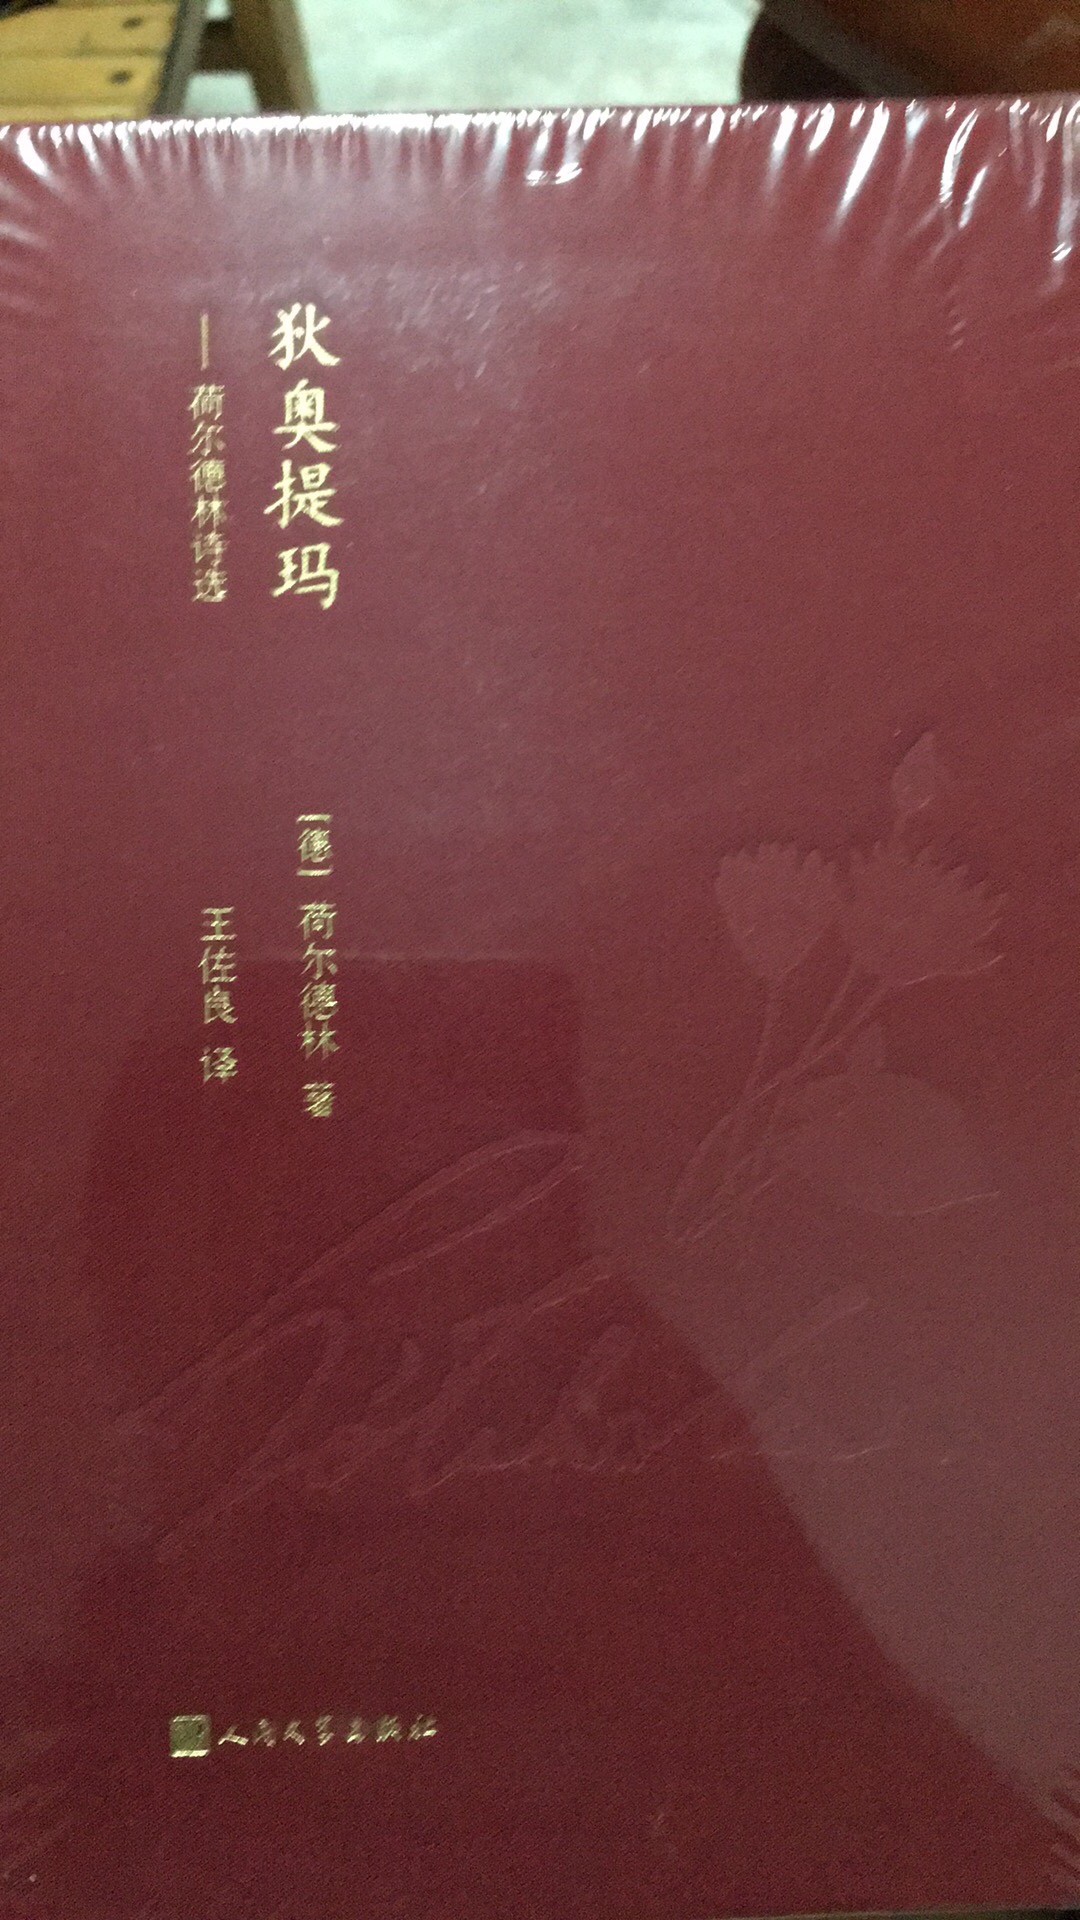 狄奥提玛
——荷尔德林诗选
[德] 荷尔德林 著
王佐良 译
人民文学出版社